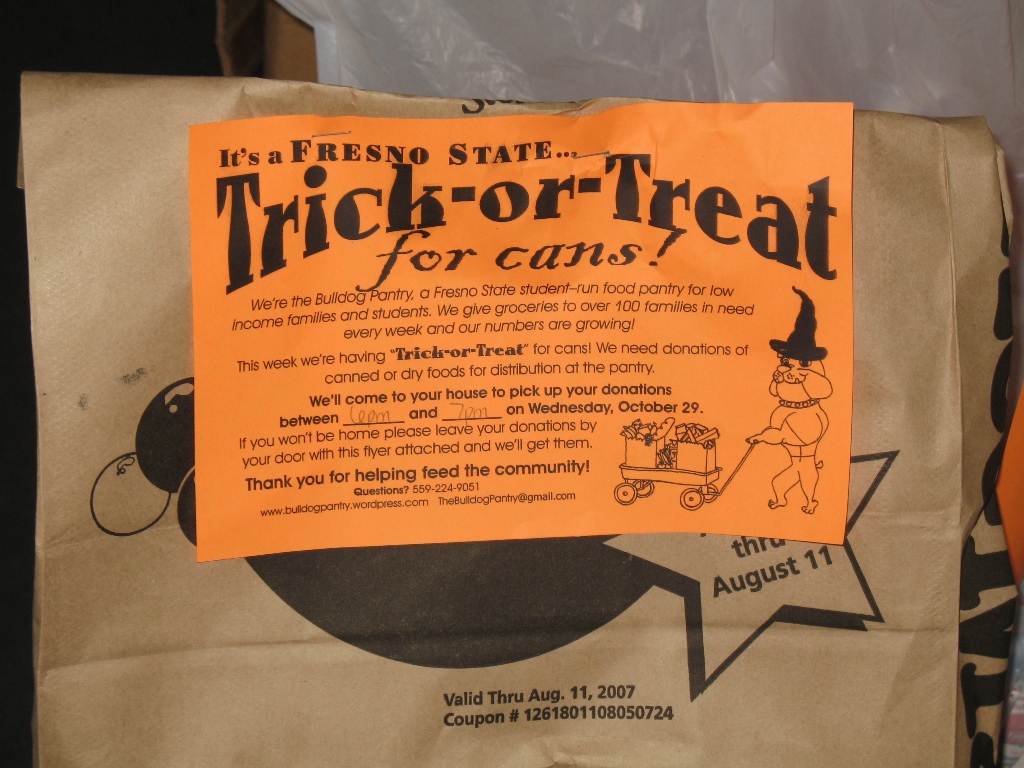 It's a FRESNO STATE...
Trick-or-Treat
for cans!
We're the Bulldog Pantry, a Fresno State student-run food pantry for low
income families and students. We give groceries to over 100 families in need
every week and our numbers are growing!
This week we're having "Trick-or-Treat" for cans! We need donations of
canned or dry foods for distribution at the pantry.
We'll come to your house to pick up your donations
between 6pm and 7pm on Wednesday, October 29.
If you won't be home please leave your donations by
your door with this flyer attached and we'll get them.
Thank you for helping feed the community!
Questions? 559-224-9051
www.bulldogpantry.wordpress.com TheBulldogPantry@gmail.com
thru
August 11
Valid Thru Aug. 11, 2007
Coupon # 1261801108050724